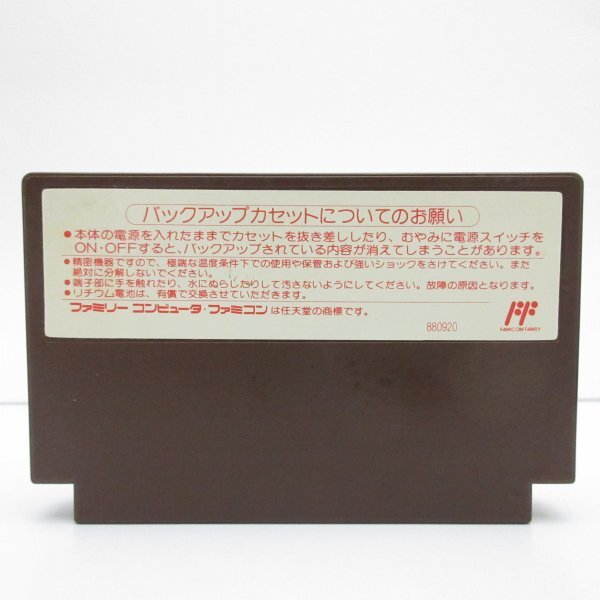 バックアップカセットについてのお願い
●本体の電源を入れたままでカセットを抜き差ししたり、むやみに電源スイッチを
ON・OFFすると、バックアップされている内容が消えてしまうことがあります。
●精密機器ですので、極端な温度条件下での使用や保管および強いショックをさけてください。また
絶対に分解しないでください。
●端子部に手を触れたり、水にぬらしたりして汚さないようにしてください。故障の原因となります。
●リチウム電池は、有償で交換させていただきます。
ファミリーコンピュータ・ファミコンは任天堂の商標です。
880920
FAMICOM FAMILY